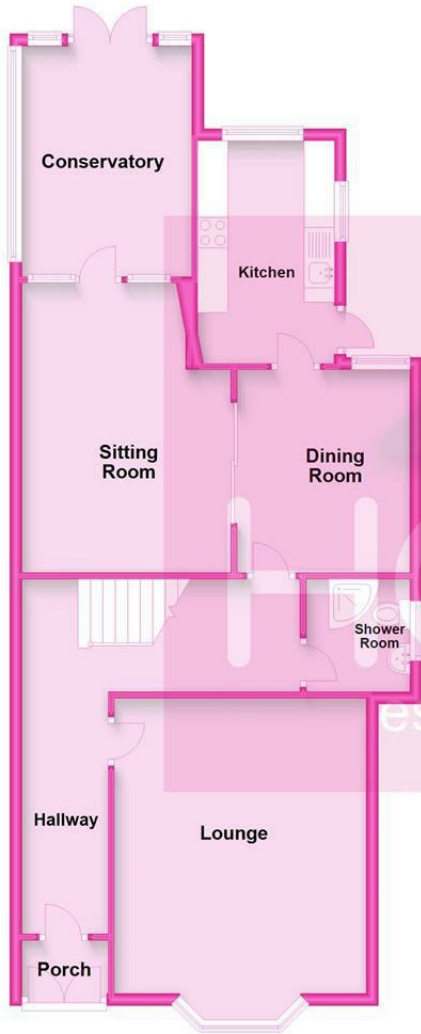 Conservatory
Kitchen
Sitting
Room
Dining
Room
Shower
Room
Hallway
Lounge
Porch